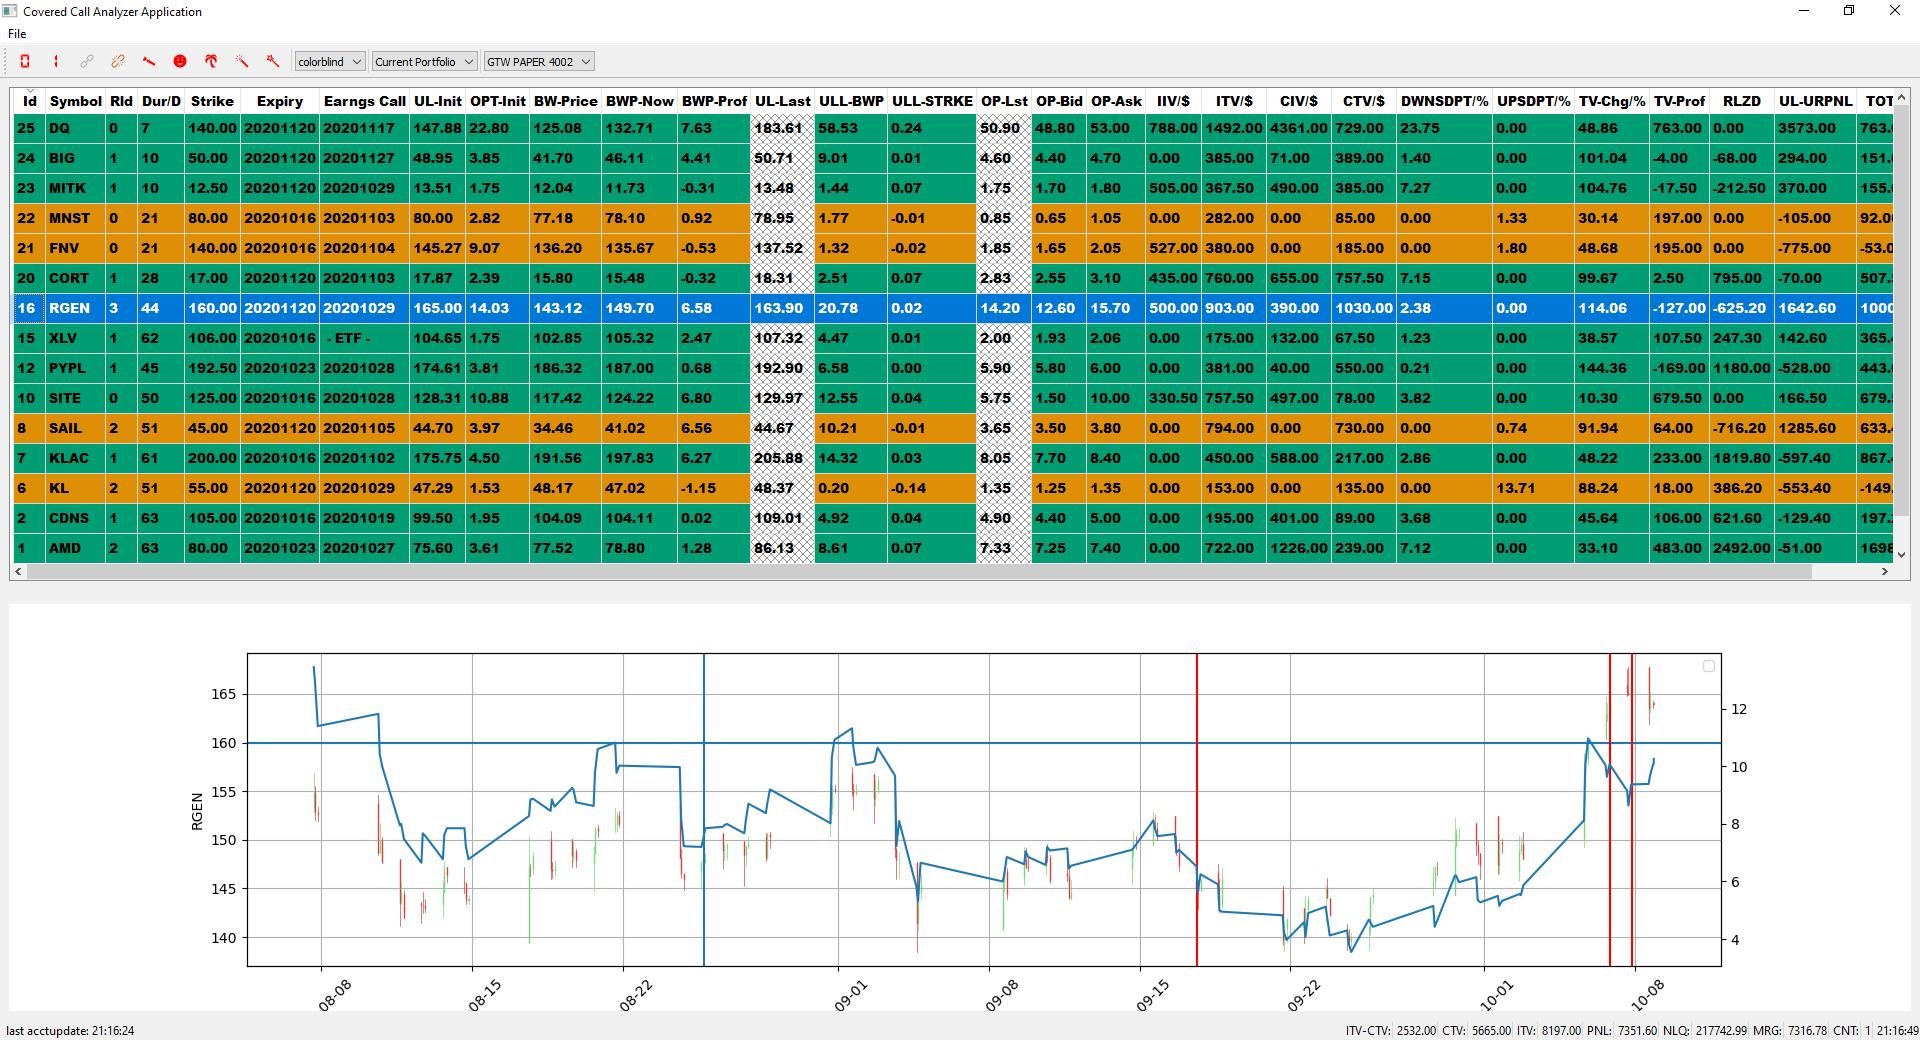 Covered Call Analyzer Application
File
colorblind Current Portfolio GTW PAPER 4002
Id Symbol Rld Dur/D Strike Expiry Earngs Call UL-Init OPT-Init BW-Price BWP-Now BWP-Prof UL-Last ULL-BWP ULL-STRKE OP-Lst OP-Bid OP-Ask IIV/$ ITV/$ CIV/$ CTV/$ DWNSDPT/% UPSDPT/% TV-Chg/% TV-Prof RLZD UL-URPNL TOT
25 DQ 0 7 140.00 20201120 20201117 147.88 22.80 125.08 132.71 7.63 183.61 58.53 0.24 50.90 48.80 53.00 788.00 1492.00 4361.00 729.00 23.75 0.00 48.86 763.00 0.00 3573.00 763.
24 BIG 1 10 50.00 20201120 20201127 48.95 3.85 41.70 46.11 4.41 50.71 9.01 0.01 4.60 4.40 4.70 0.00 385.00 71.00 389.00 1.40 0.00 101.04 -4.00 -68.00 294.00 151.
23 MITK 1 10 12.50 20201120 20201029 13.51 1.75 12.04 11.73 -0.31 13.48 1.44 0.07 1.75 1.70 1.80 505.00 367.50 490.00 385.00 7.27 0.00 104.76 -17.50 -212.50 370.00 155.
22 MNST 0 21 80.00 20201016 20201103 80.00 2.82 77.18 78.10 0.92 78.95 1.77 -0.01 0.85 0.65 1.05 0.00 282.00 0.00 85.00 0.00 1.33 30.14 197.00 0.00 -105.00 92.0
21 FNV 0 21 140.00 20201016 20201104 145.27 9.07 136.20 135.67 -0.53 137.52 1.32 -0.02 1.85 1.65 2.05 527.00 380.00 0.00 185.00 0.00 1.80 48.68 195.00 0.00 -775.00 -53.0
20 CORT 1 28 17.00 20201120 20201103 17.87 2.39 15.80 15.48 -0.32 18.31 2.51 0.07 2.83 2.55 3.10 435.00 760.00 655.00 757.50 7.15 0.00 99.67 2.50 795.00 -70.00 507.
16 RGEN 3 44 160.00 20201120 20201029 165.00 14.03 143.12 149.70 6.58 163.90 20.78 0.02 14.20 12.60 15.70 500.00 903.00 390.00 1030.00 2.38 0.00 114.06 -127.00 -625.20 1642.60 1000
15 XLV 1 62 106.00 20201016 - ETF - 104.65 1.75 102.85 105.32 2.47 107.32 4.47 0.01 2.00 1.93 2.06 0.00 175.00 132.00 67.50 1.23 0.00 38.57 107.50 247.30 142.60 365.
12 PYPL 1 45 192.50 20201023 20201028 174.61 3.81 186.32 187.00 0.68 192.90 6.58 0.00 5.90 5.80 6.00 0.00 381.00 40.00 550.00 0.21 0.00 144.36 -169.00 1180.00 -528.00 443.
10 SITE 0 50 125.00 20201016 20201028 128.31 10.88 117.42 124.22 6.80 129.97 12.55 0.04 5.75 1.50 10.00 330.50 757.50 497.00 78.00 3.82 0.00 10.30 679.50 0.00 166.50 679.
8 SAIL 2 51 45.00 20201120 20201105 44.70 3.97 34.46 41.02 6.56 44.67 10.21 -0.01 3.65 3.50 3.80 0.00 794.00 0.00 730.00 0.00 0.74 91.94 64.00 -716.20 1285.60 633.
7 KLAC 1 61 200.00 20201016 20201102 175.75 4.50 191.56 197.83 6.27 205.88 14.32 0.03 8.05 7.70 8.40 0.00 450.00 588.00 217.00 2.86 0.00 48.22 233.00 1819.80 -597.40 867.
6 KL 2 51 55.00 20201120 20201029 47.29 1.53 48.17 47.02 -1.15 48.37 0.20 -0.14 1.35 1.25 1.35 0.00 153.00 0.00 135.00 0.00 13.71 88.24 18.00 386.20 -553.40 -149.
2 CDNS 1 63 105.00 20201016 20201019 99.50 1.95 104.09 104.11 0.02 109.01 4.92 0.04 4.90 4.40 5.00 0.00 195.00 401.00 89.00 3.68 0.00 45.64 106.00 621.60 -129.40 197.
1 AMD 2 63 80.00 20201023 20201027 75.60 3.61 77.52 78.80 1.28 86.13 8.61 0.07 7.33 7.25 7.40 0.00 722.00 1226.00 239.00 7.12 0.00 33.10 483.00 2492.00 -51.00 1698
165
160
155
150
145
140
RGEN
12
10
8
6
4
08-08 08-15 08-22 09-01 09-08 09-15 09-22 10-01 10-08
last acctupdate: 21:16:24
ITV-CTV: 2532.00 CTV: 5665.00 ITV: 8197.00 PNL: 7351.60 NLQ: 217742.99 MRG: 7316.78 CNT: 1 21:16:49